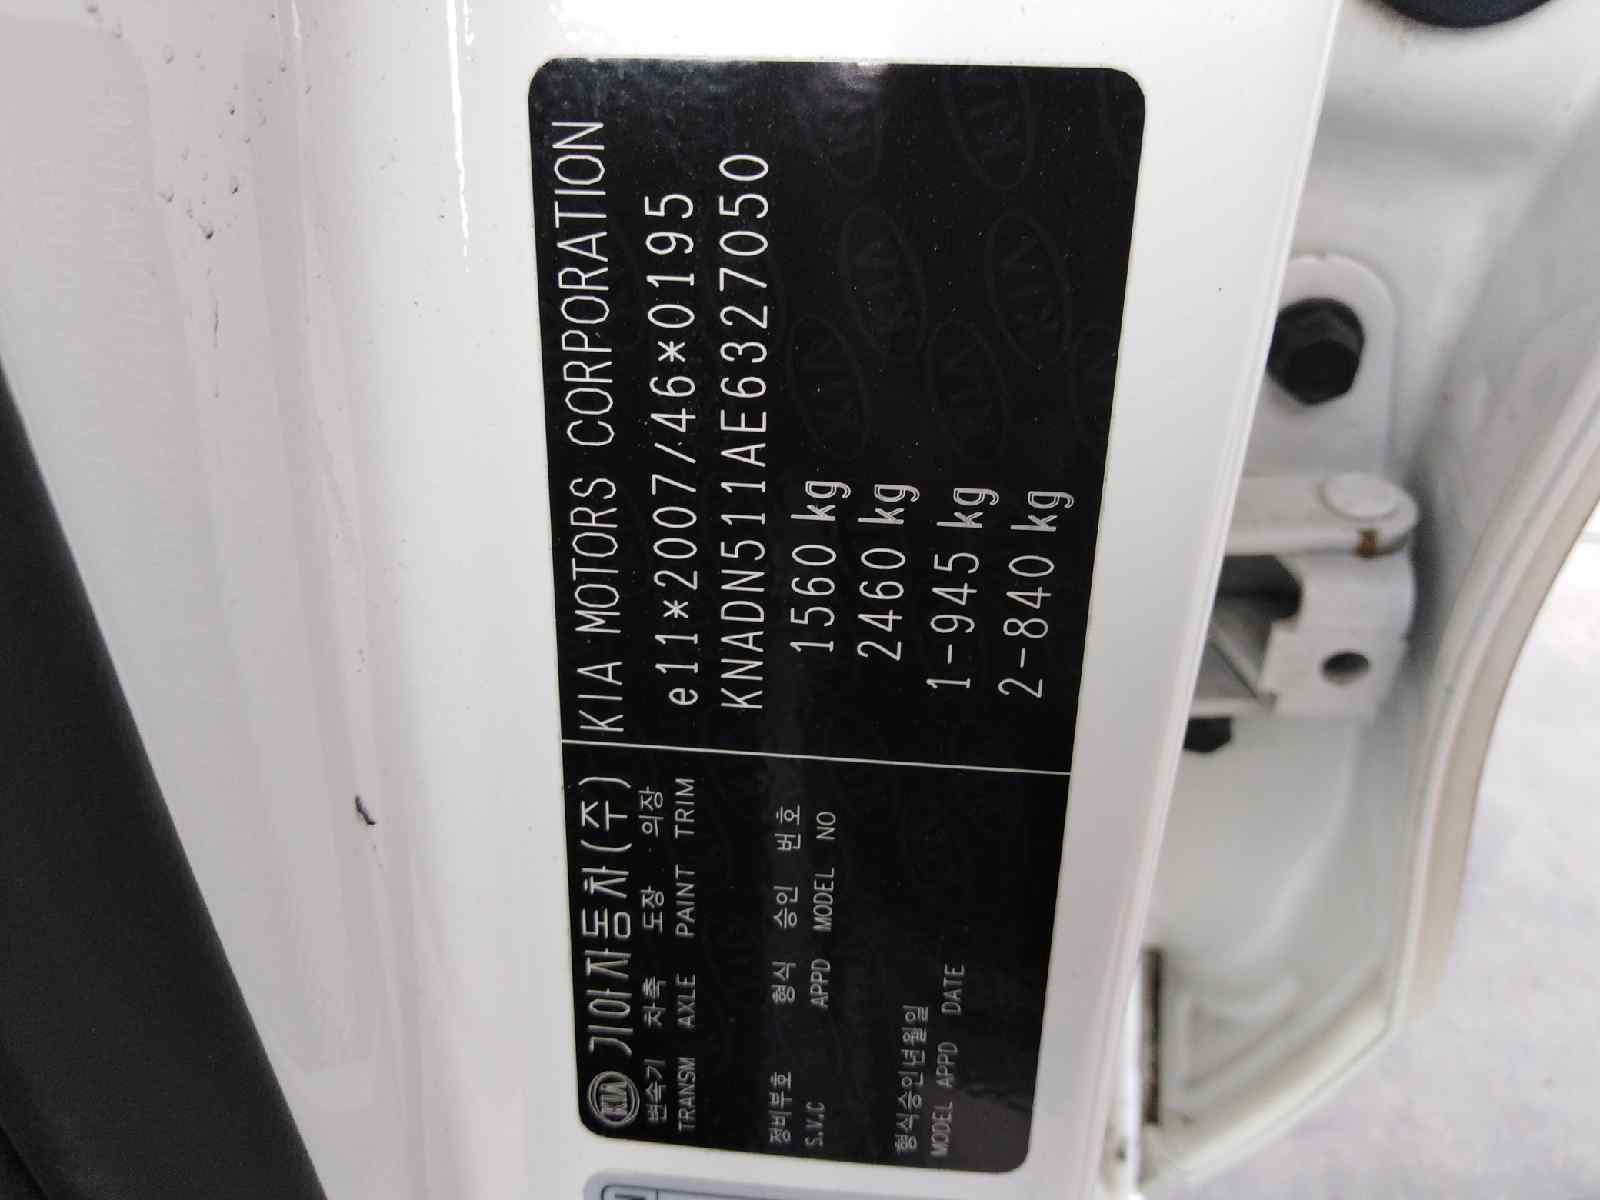 KIA 기아자동차(주) KIA MOTORS CORPORATION
변속기 차축 도장 의장
TRANSM AXLE PAINT TRIM
e11*2007/46*0195
KNADN511AE6327050
정비부호 형식 승인 번호
S.V.C APPD MODEL NO
1560 kg
2460 kg
형식승인년월일
MODEL APPD DATE
1-945 kg
2-840 kg